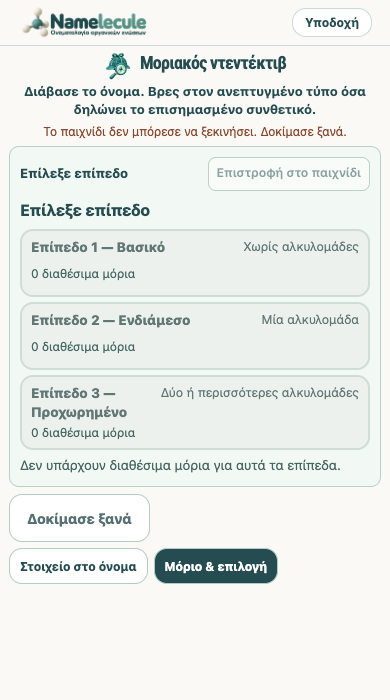 Namelecule
Ονοματολογία οργανικών ενώσεων
Υποδοχή
Μοριακός ντεντέκτιβ
Διάβασε το όνομα. Βρες στον ανεπτυγμένο τύπο όσα
δηλώνει το επισημασμένο συνθετικό.
Το παιχνίδι δεν μπόρεσε να ξεκινήσει. Δοκίμασε ξανά.
Επίλεξε επίπεδο
Επιστροφή στο παιχνίδι
Επίλεξε επίπεδο
Επίπεδο 1 — Βασικό
Χωρίς αλκυλομάδες
0 διαθέσιμα μόρια
Επίπεδο 2 — Ενδιάμεσο
Μία αλκυλομάδα
0 διαθέσιμα μόρια
Επίπεδο 3 —
Προχωρημένο
Δύο ή περισσότερες αλκυλομάδες
0 διαθέσιμα μόρια
Δεν υπάρχουν διαθέσιμα μόρια για αυτά τα επίπεδα.
Δοκίμασε ξανά
Στοιχείο στο όνομα
Μόριο & επιλογή